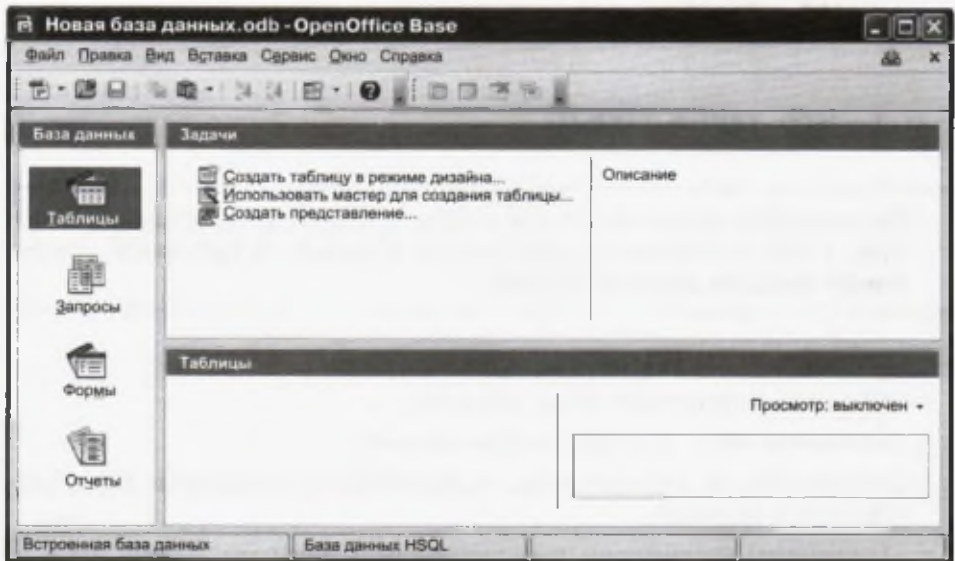 Новая база данных.odb - OpenOffice Base
Файл Правка Вид Вставка Сервис Окно Справка
База данных
Задачи
Таблицы
Создать таблицу в режиме дизайна...
Использовать мастер для создания таблицы...
Создать представление...
Описание
Запросы
Формы
Отчеты
Таблицы
Просмотр: выключен
Встроенная база данных
База данных HSQL